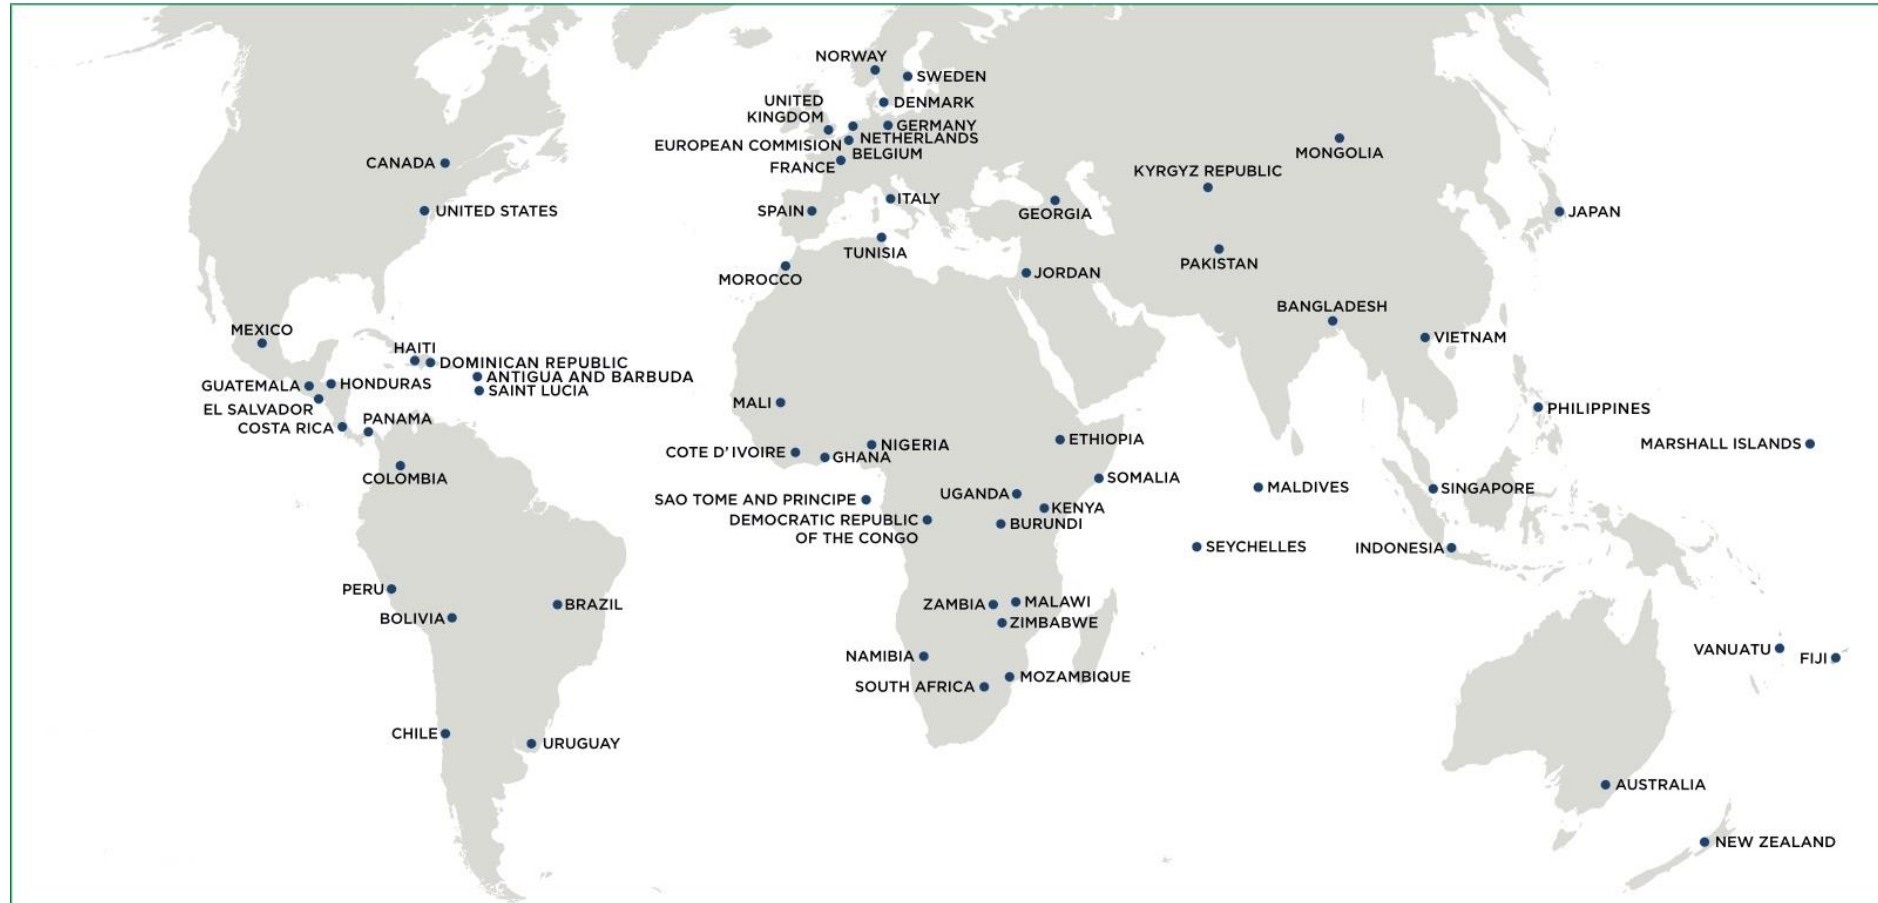 NORWAY
SWEDEN
DENMARK
UNITED
KINGDOM
GERMANY
NETHERLANDS
EUROPEAN COMMISION
BELGIUM
FRANCE
CANADA
MONGOLIA
KYRGYZ REPUBLIC
UNITED STATES
SPAIN
ITALY
GEORGIA
JAPAN
TUNISIA
MOROCCO
JORDAN
PAKISTAN
BANGLADESH
VIETNAM
MEXICO
HAITI
DOMINICAN REPUBLIC
ANTIGUA AND BARBUDA
SAINT LUCIA
GUATEMALA
HONDURAS
EL SALVADOR
COSTA RICA
PANAMA
COLOMBIA
MALI
COTE D'IVOIRE
GHANA
NIGERIA
ETHIOPIA
SOMALIA
PHILIPPINES
MARSHALL ISLANDS
SAO TOME AND PRINCIPE
UGANDA
KENYA
MALDIVES
SINGAPORE
DEMOCRATIC REPUBLIC
OF THE CONGO
BURUNDI
SEYCHELLES
INDONESIA
PERU
BOLIVIA
BRAZIL
ZAMBIA
MALAWI
ZIMBABWE
NAMIBIA
SOUTH AFRICA
MOZAMBIQUE
VANUATU
FIJI
CHILE
URUGUAY
AUSTRALIA
NEW ZEALAND